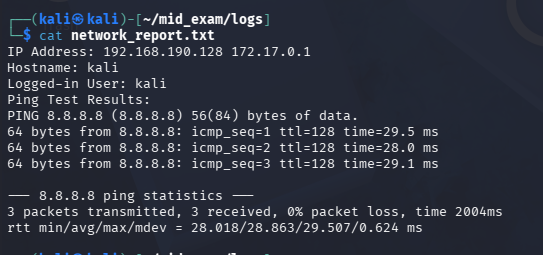 ┌──(kali㉿kali)-[~/mid_exam/logs]
└─$ cat network_report.txt
IP Address: 192.168.190.128 172.17.0.1
Hostname: kali
Logged-in User: kali
Ping Test Results:
PING 8.8.8.8 (8.8.8.8) 56(84) bytes of data.
64 bytes from 8.8.8.8: icmp_seq=1 ttl=128 time=29.5 ms
64 bytes from 8.8.8.8: icmp_seq=2 ttl=128 time=28.0 ms
64 bytes from 8.8.8.8: icmp_seq=3 ttl=128 time=29.1 ms

--- 8.8.8.8 ping statistics ---
3 packets transmitted, 3 received, 0% packet loss, time 2004ms
rtt min/avg/max/mdev = 28.018/28.863/29.507/0.624 ms